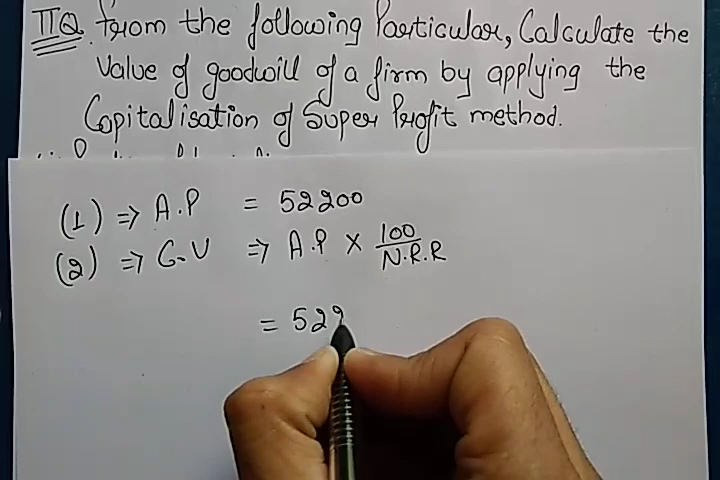 IIQ. From the following Particular, Calculate the
Value of goodwill of a firm by applying the
Capitalisation of Super Profit method.
(1) ⇒ A.P = 52200
(2) ⇒ G.V ⇒ A.P × 100/N.R.R
= 522